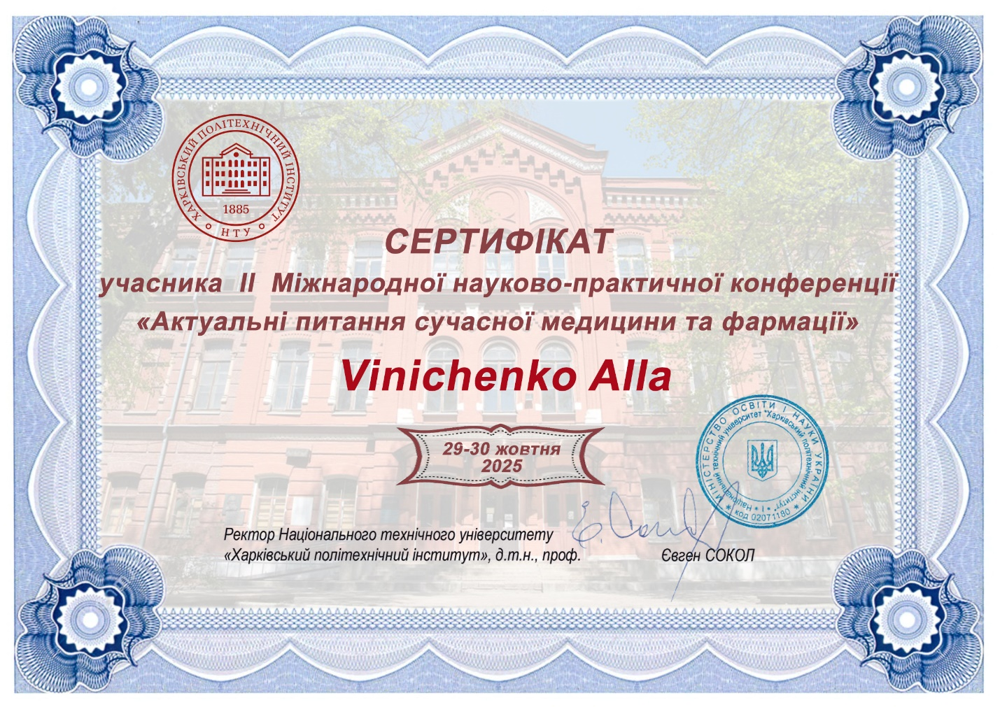 ХАРКІВСЬКИЙ ПОЛІТЕХНІЧНИЙ ІНСТИТУТ
1885
НТУ
СЕРТИФІКАТ
учасника II Міжнародної науково-практичної конференції
«Актуальні питання сучасної медицини та фармації»
Vinichenko Alla
29-30 жовтня
2025
МІНІСТЕРСТВО ОСВІТИ І НАУКИ УКРАЇНИ
* код 02071180 *
Національний технічний університет "Харківський політехнічний інститут" * І *
Ректор Національного технічного університету
«Харківський політехнічний інститут», д.т.н., проф.
Євген СОКОЛ